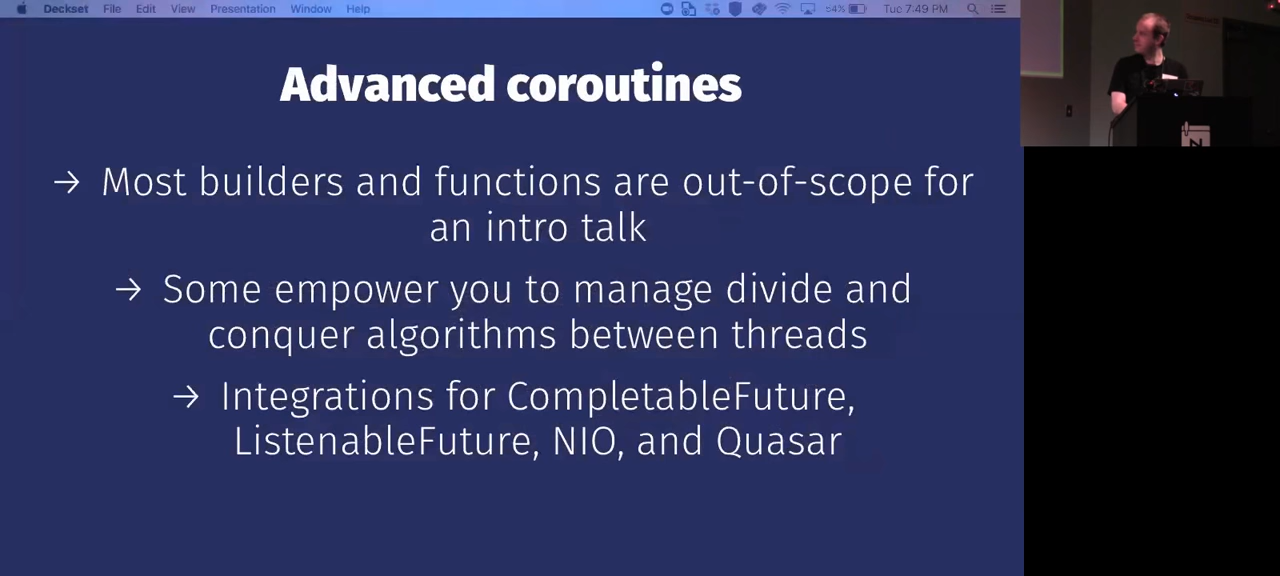 Deckset File Edit View Presentation Window Help 54% Tue 7:49 PM
Advanced coroutines
→ Most builders and functions are out-of-scope for
an intro talk
→ Some empower you to manage divide and
conquer algorithms between threads
→ Integrations for CompletableFuture,
ListenableFuture, NIO, and Quasar
N